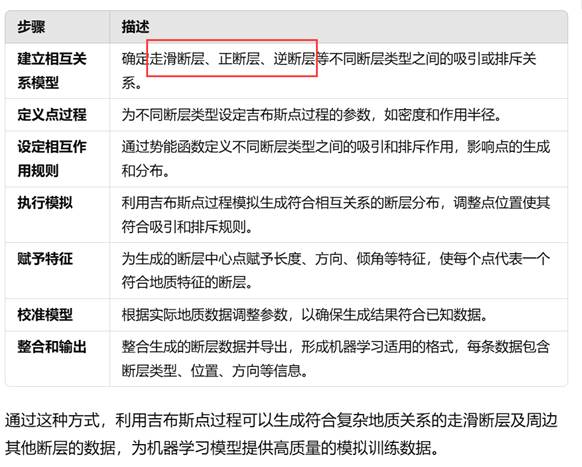 步骤 描述
建立相互关 确定走滑断层、正断层、逆断层等不同断层类型之间的吸引或排斥关
系模型 系。
定义点过程 为不同断层类型设定吉布斯点过程的参数，如密度和作用半径。
设定相互作 通过势能函数定义不同断层类型之间的吸引和排斥作用，影响点的生成
用规则 和分布。
执行模拟 利用吉布斯点过程模拟生成符合相互关系的断层分布，调整点位置使其
符合吸引和排斥规则。
赋予特征 为生成的断层中心点赋予长度、方向、倾角等特征，使每个点代表一个
符合地质特征的断层。
校准模型 根据实际地质数据调整参数，以确保生成结果符合已知数据。
整合和输出 整合生成的断层数据并导出，形成机器学习适用的格式，每条数据包含
断层类型、位置、方向等信息。
通过这种方式，利用吉布斯点过程可以生成符合复杂地质关系的走滑断层及周边
其他断层的数据，为机器学习模型提供高质量的模拟训练数据。